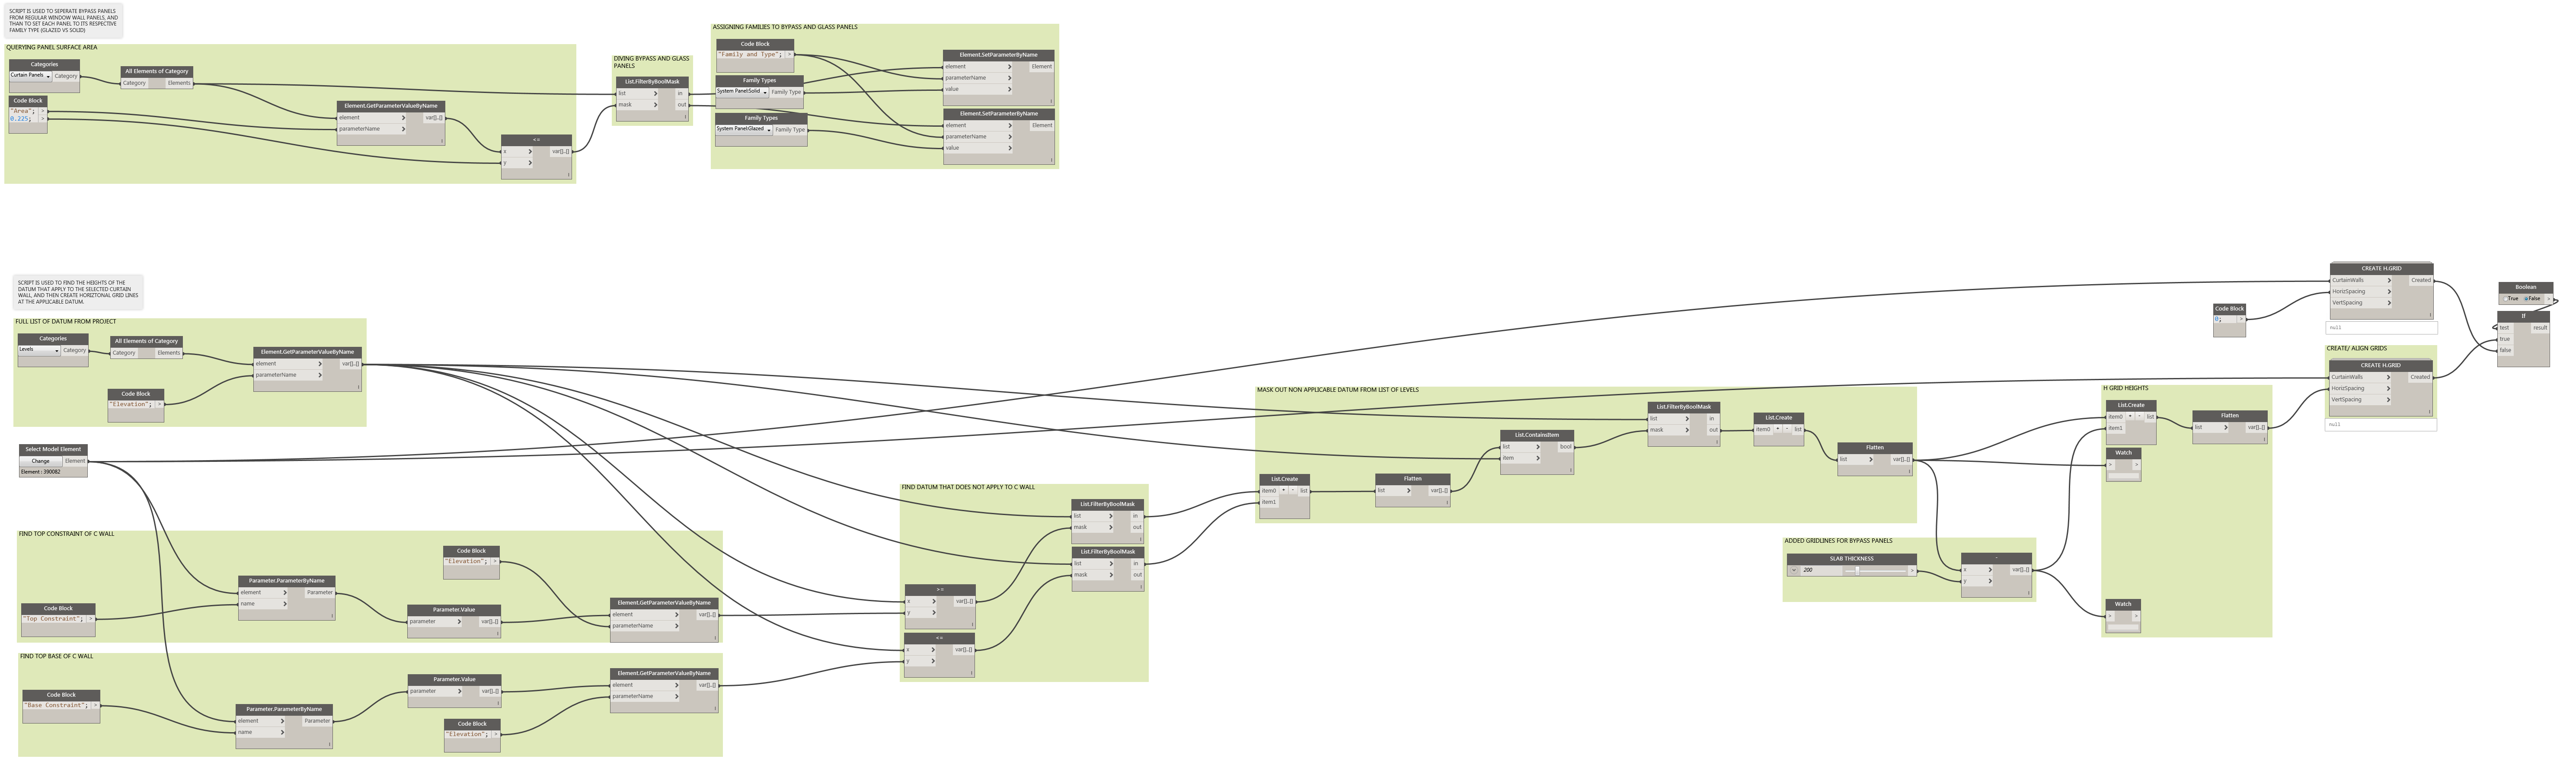 SCRIPT IS USED TO SEPERATE BYPASS PANELS
FROM REGULAR WINDOW WALL PANELS, AND
THAN TO SET EACH PANEL TO ITS RESPECTIVE
FAMILY TYPE (GLAZED VS SOLID)
QUERYING PANEL SURFACE AREA
Categories
Curtain Panels
Category
All Elements of Category
Category
Elements
Code Block
"Area";
0.225;
Element.GetParameterValueByName
element
parameterName
var[]..[]
<=
x
y
var[]..[]
DIVING BYPASS AND GLASS
PANELS
List.FilterByBoolMask
list
mask
in
out
ASSIGNING FAMILIES TO BYPASS AND GLASS PANELS
Code Block
"Family and Type";
Family Types
System Panel:Solid
Family Type
Family Types
System Panel:Glazed
Family Type
Element.SetParameterByName
element
parameterName
value
Element
Element.SetParameterByName
element
parameterName
value
Element
SCRIPT IS USED TO FIND THE HEIGHTS OF THE
DATUM THAT APPLY TO THE SELECTED CURTAIN
WALL, AND THEN CREATE HORIZTONAL GRID LINES
AT THE APPLICABLE DATUM.
FULL LIST OF DATUM FROM PROJECT
Categories
Levels
Category
All Elements of Category
Category
Elements
Code Block
"Elevation";
Element.GetParameterValueByName
element
parameterName
var[]..[]
Select Model Element
Change
Element
Element : 390082
FIND TOP CONSTRAINT OF C WALL
Code Block
"Top Constraint";
Parameter.ParameterByName
element
name
Parameter
Code Block
"Elevation";
Parameter.Value
parameter
var[]..[]
Element.GetParameterValueByName
element
parameterName
var[]..[]
FIND TOP BASE OF C WALL
Code Block
"Base Constraint";
Parameter.ParameterByName
element
name
Parameter
Parameter.Value
parameter
var[]..[]
Code Block
"Elevation";
Element.GetParameterValueByName
element
parameterName
var[]..[]
FIND DATUM THAT DOES NOT APPLY TO C WALL
List.FilterByBoolMask
list
mask
in
out
List.FilterByBoolMask
list
mask
in
out
>=
x
y
var[]..[]
<=
x
y
var[]..[]
MASK OUT NON APPLICABLE DATUM FROM LIST OF LEVELS
List.Create
item0 + - list
item1
Flatten
list
var[]..[]
List.ContainsItem
list
item
bool
List.FilterByBoolMask
list
mask
in
out
List.Create
item0 + - list
Flatten
list
var[]..[]
ADDED GRIDLINES FOR BYPASS PANELS
SLAB THICKNESS
200
-
x
y
var[]..[]
H GRID HEIGHTS
List.Create
item0 + - list
item1
Flatten
list
var[]..[]
Watch
Watch
Code Block
0;
CREATE H.GRID
CurtainWalls
HorizSpacing
VertSpacing
Created
null
CREATE/ ALIGN GRIDS
CREATE H.GRID
CurtainWalls
HorizSpacing
VertSpacing
Created
null
Boolean
True
False
If
test
true
false
result